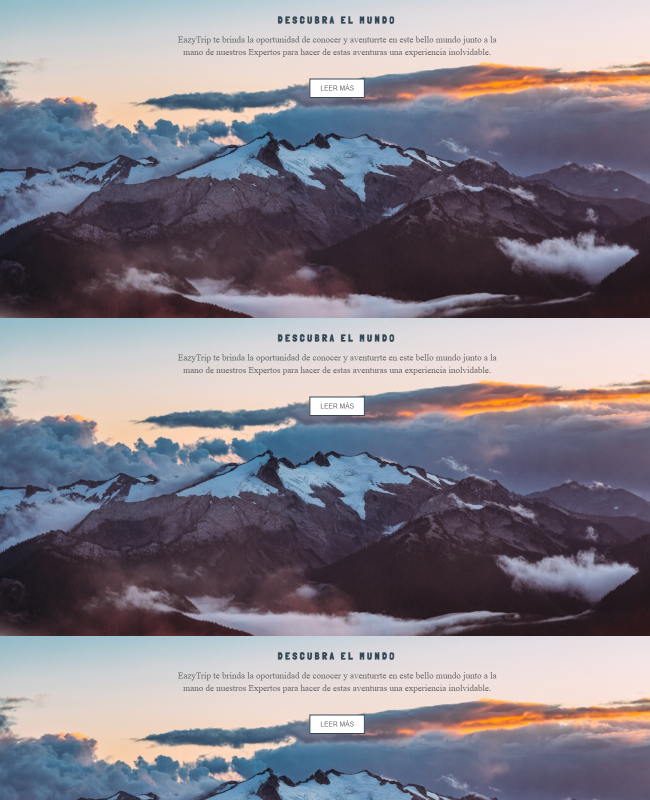 DESCUBRA EL MUNDO
EazyTrip te brinda la oportunidad de conocer y aventurrte en este bello mundo junto a la
mano de nuestros Expertos para hacer de estas aventuras una experiencia inolvidable.
LEER MÁS
DESCUBRA EL MUNDO
EazyTrip te brinda la oportunidad de conocer y aventurrte en este bello mundo junto a la
mano de nuestros Expertos para hacer de estas aventuras una experiencia inolvidable.
LEER MÁS
DESCUBRA EL MUNDO
EazyTrip te brinda la oportunidad de conocer y aventurrte en este bello mundo junto a la
mano de nuestros Expertos para hacer de estas aventuras una experiencia inolvidable.
LEER MÁS